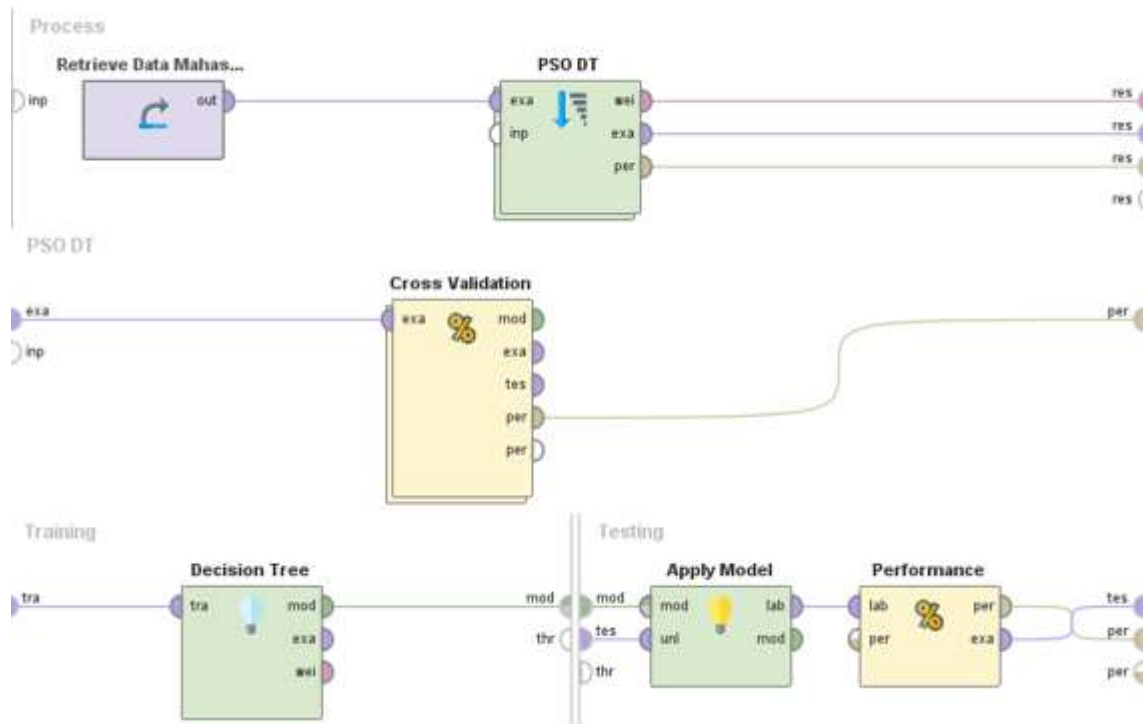 Process
Retrieve Data Mahas... PSO DT
inp out exa wei res
inp exa res
per res
res
PSO DT
Cross Validation
exa exa mod per
inp exa
tes
per
per
Training Testing
Decision Tree Apply Model Performance
tra tra mod mod mod mod lab lab per tes
exa thr tes unl mod per exa per
wei thr per